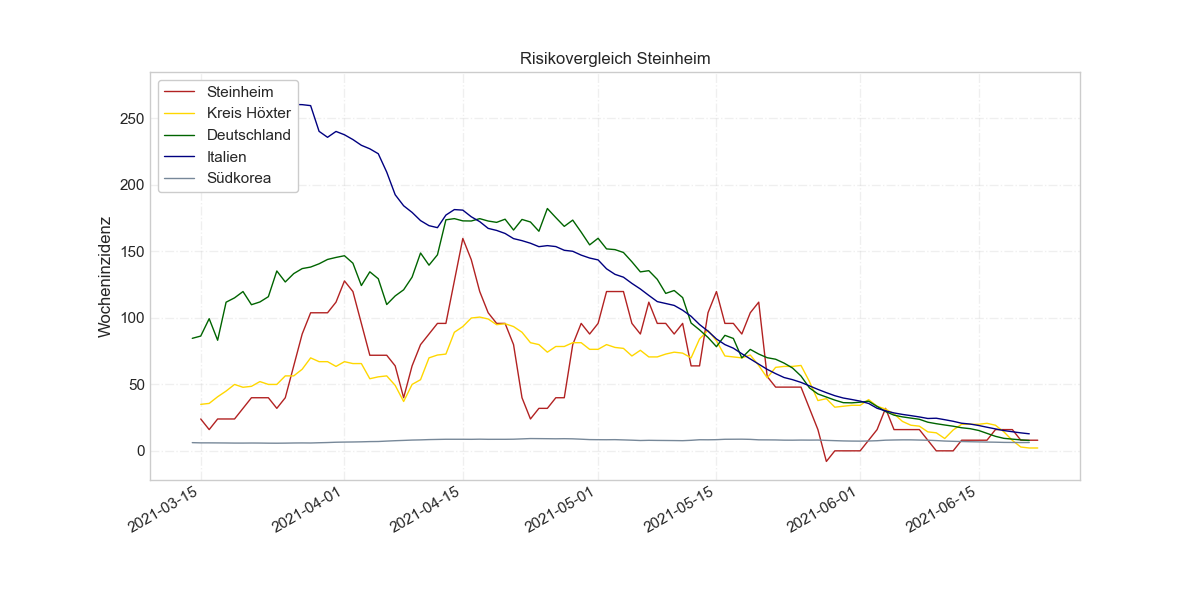 Risikovergleich Steinheim
Steinheim
Kreis Höxter
Deutschland
Italien
Südkorea
Wocheninzidenz
250
200
150
100
50
0
2021-03-15
2021-04-01
2021-04-15
2021-05-01
2021-05-15
2021-06-01
2021-06-15